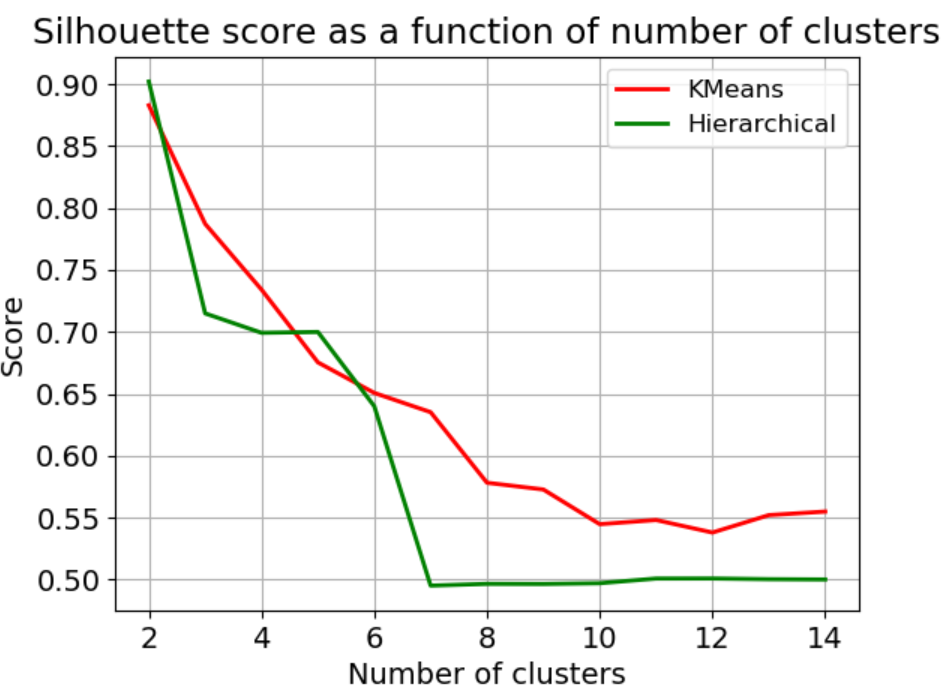 Silhouette score as a function of number of clusters
KMeans
Hierarchical
0.90
0.85
0.80
0.75
0.70
0.65
0.60
0.55
0.50
Score
2 4 6 8 10 12 14
Number of clusters